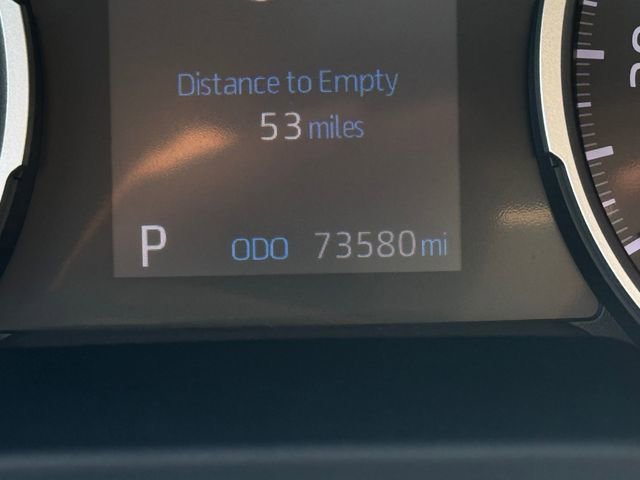 Distance to Empty
53 miles
P ODO 73580 mi